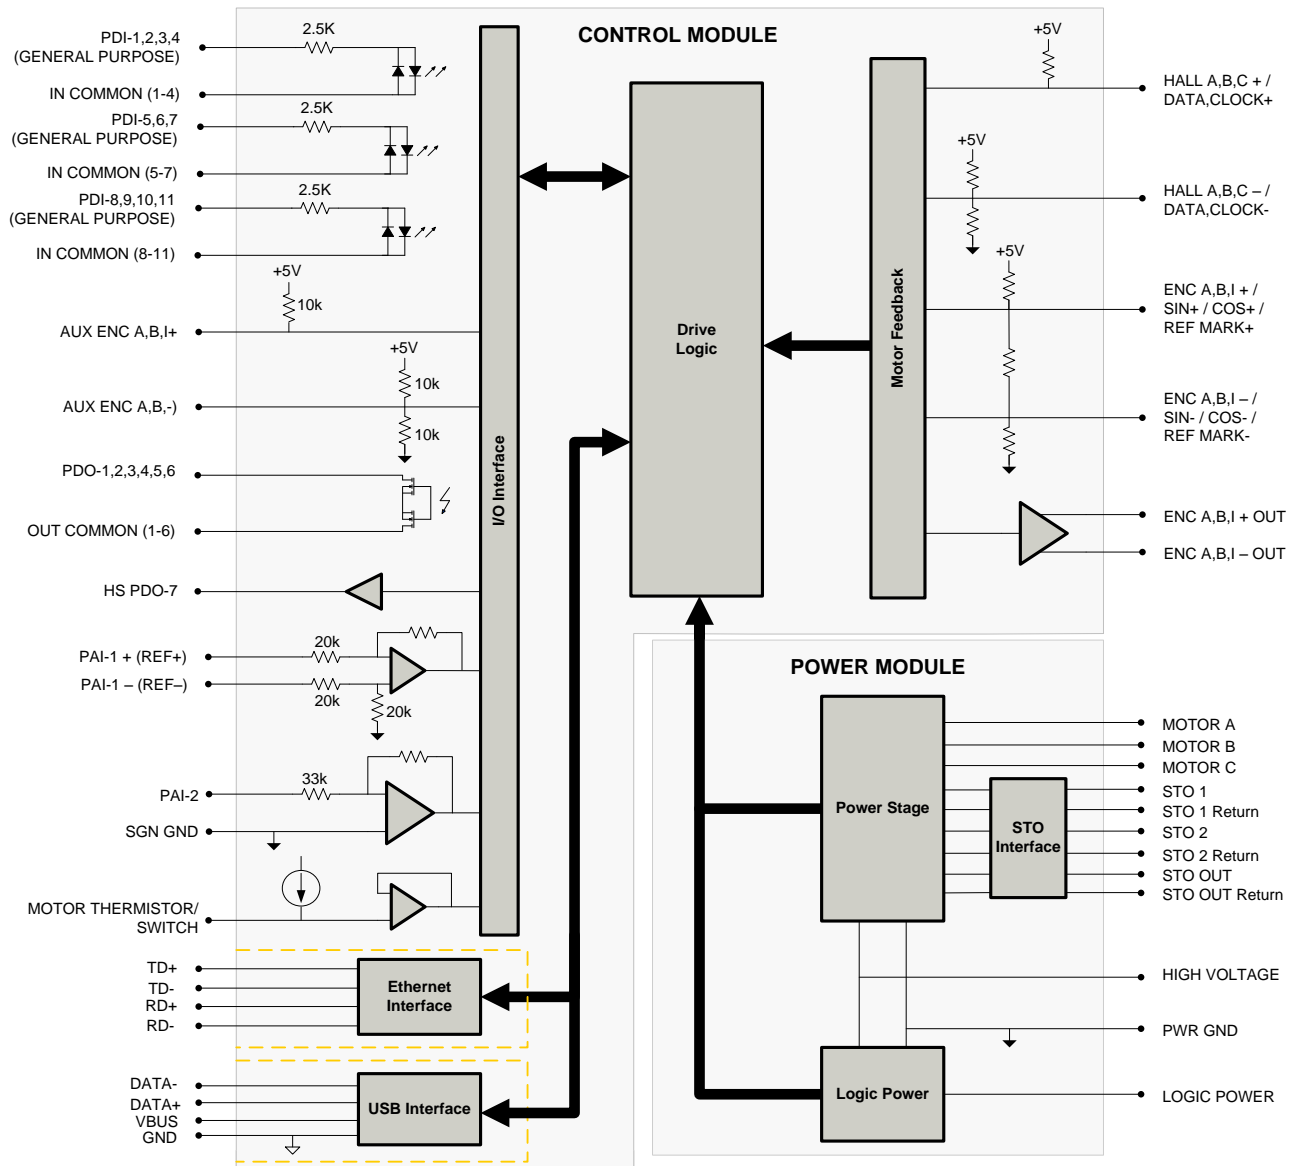 CONTROL MODULE
PDI-1,2,3,4
(GENERAL PURPOSE)
2.5K
IN COMMON (1-4)
PDI-5,6,7
(GENERAL PURPOSE)
2.5K
IN COMMON (5-7)
PDI-8,9,10,11
(GENERAL PURPOSE)
2.5K
IN COMMON (8-11)
+5V
10k
AUX ENC A,B,I+
+5V
10k
AUX ENC A,B,-)
10k
PDO-1,2,3,4,5,6
OUT COMMON (1-6)
HS PDO-7
PAI-1 + (REF+)
20k
PAI-1 – (REF–)
20k
20k
PAI-2
33k
SGN GND
MOTOR THERMISTOR/
SWITCH
I/O Interface
TD+
TD-
RD+
RD-
Ethernet
Interface
DATA-
DATA+
VBUS
GND
USB Interface
Drive
Logic
Motor Feedback
+5V
HALL A,B,C + /
DATA,CLOCK+
+5V
HALL A,B,C – /
DATA,CLOCK-
+5V
ENC A,B,I + /
SIN+ / COS+ /
REF MARK+
ENC A,B,I – /
SIN- / COS- /
REF MARK-
ENC A,B,I + OUT
ENC A,B,I – OUT
POWER MODULE
Power Stage
STO
Interface
MOTOR A
MOTOR B
MOTOR C
STO 1
STO 1 Return
STO 2
STO 2 Return
STO OUT
STO OUT Return
HIGH VOLTAGE
PWR GND
Logic Power
LOGIC POWER